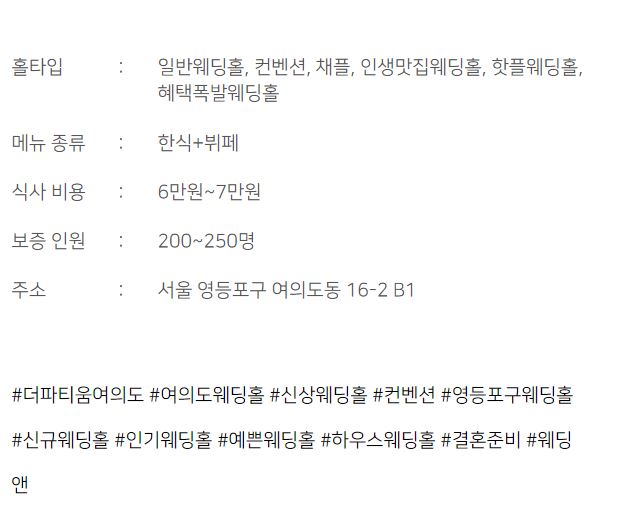 홀타입 : 일반웨딩홀, 컨벤션, 채플, 인생맛집웨딩홀, 핫플웨딩홀,
혜택폭발웨딩홀
메뉴 종류 : 한식+뷔페
식사 비용 : 6만원~7만원
보증 인원 : 200~250명
주소 : 서울 영등포구 여의도동 16-2 B1
#더파티움여의도 #여의도웨딩홀 #신상웨딩홀 #컨벤션 #영등포구웨딩홀
#신규웨딩홀 #인기웨딩홀 #예쁜웨딩홀 #하우스웨딩홀 #결혼준비 #웨딩
앤